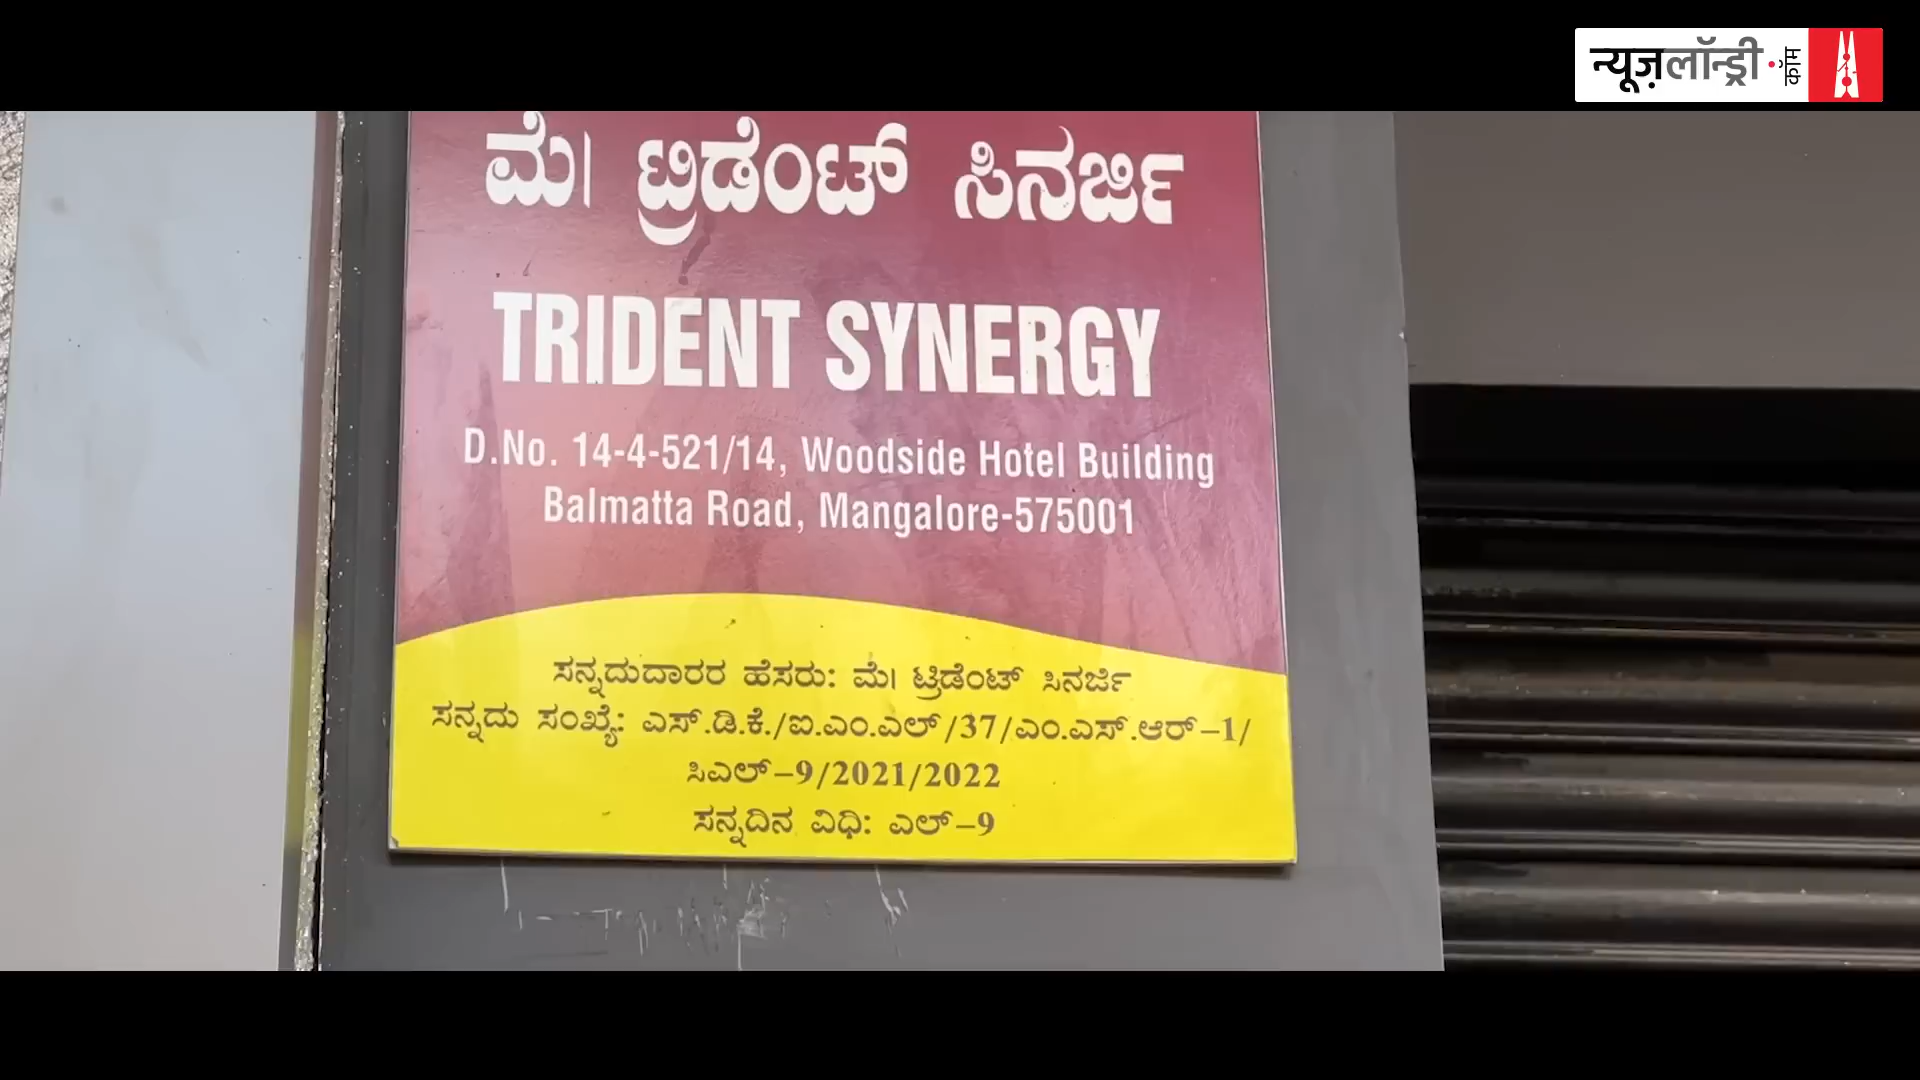 न्यूज़लॉन्ड्री.कॉम
ಮೆ। ಟ್ರಿಡೆಂಟ್ ಸಿನರ್ಜಿ
TRIDENT SYNERGY
D.No. 14-4-521/14, Woodside Hotel Building
Balmatta Road, Mangalore-575001
ಸನ್ನದುದಾರರ ಹೆಸರು: ಮೆ। ಟ್ರಿಡೆಂಟ್ ಸಿನರ್ಜಿ
ಸನ್ನದು ಸಂಖ್ಯೆ: ಎಸ್.ಡಿ.ಕೆ./ಐ.ಎಂ.ಎಲ್/37/ಎಂ.ಎಸ್.ಆರ್-1/
ಸಿಎಲ್-9/2021/2022
ಸನ್ನದಿನ ವಿಧಿ: ಎಲ್-9